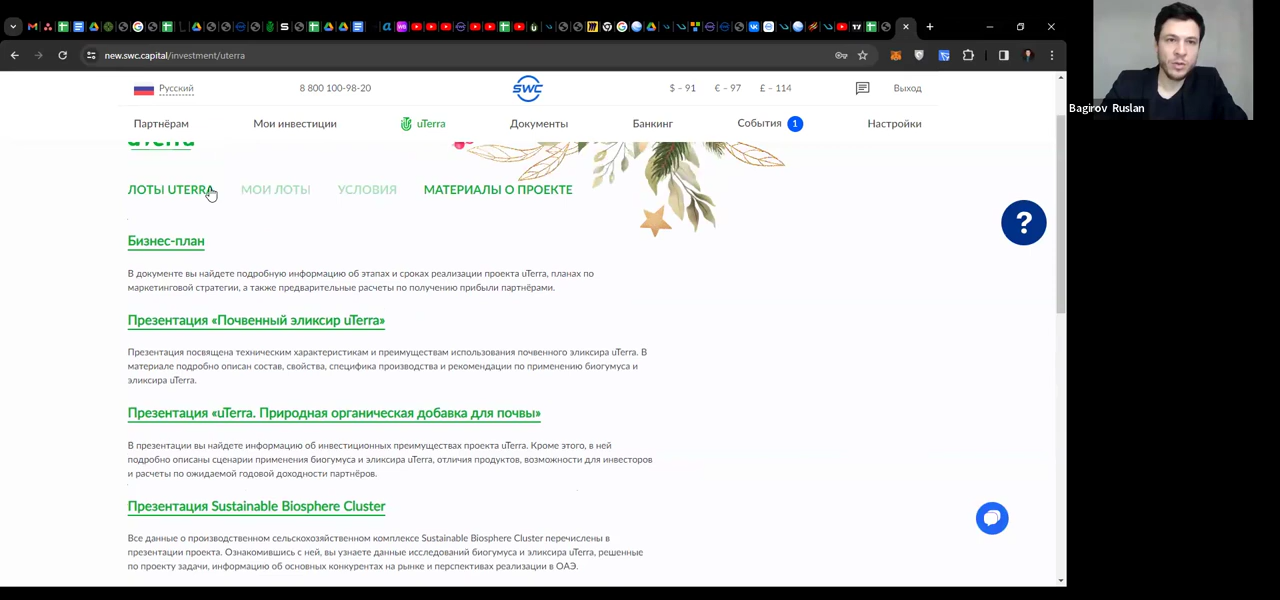 new.swc.capital/investment/uterra
Bagirov Ruslan
Русский
8 800 100-98-20
SWC
$ – 91
€ – 97
£ – 114
Выход
Партнёрам
Мои инвестиции
uTerra
Документы
Банкинг
События 1
Настройки
uTerra
ЛОТЫ UTERRA
МОИ ЛОТЫ
УСЛОВИЯ
МАТЕРИАЛЫ О ПРОЕКТЕ
?
Бизнес-план
В документе вы найдете подробную информацию об этапах и сроках реализации проекта uTerra, планах по
маркетинговой стратегии, а также предварительные расчеты по получению прибыли партнёрами.
Презентация «Почвенный эликсир uTerra»
Презентация посвящена техническим характеристикам и преимуществам использования почвенного эликсира uTerra. В
материале подробно описан состав, свойства, специфика производства и рекомендации по применению биогумуса и
эликсира uTerra.
Презентация «uTerra. Природная органическая добавка для почвы»
В презентации вы найдете информацию об инвестиционных преимуществах проекта uTerra. Кроме этого, в ней
подробно описаны сценарии применения биогумуса и эликсира uTerra, отличия продуктов, возможности для инвесторов
и расчеты по ожидаемой годовой доходности партнёров.
Презентация Sustainable Biosphere Cluster
Все данные о производственном сельскохозяйственном комплексе Sustainable Biosphere Cluster перечислены в
презентации проекта. Ознакомившись с ней, вы узнаете данные исследований биогумуса и эликсира uTerra, решенные
по проекту задачи, информацию об основных конкурентах на рынке и перспективах реализации в ОАЭ.